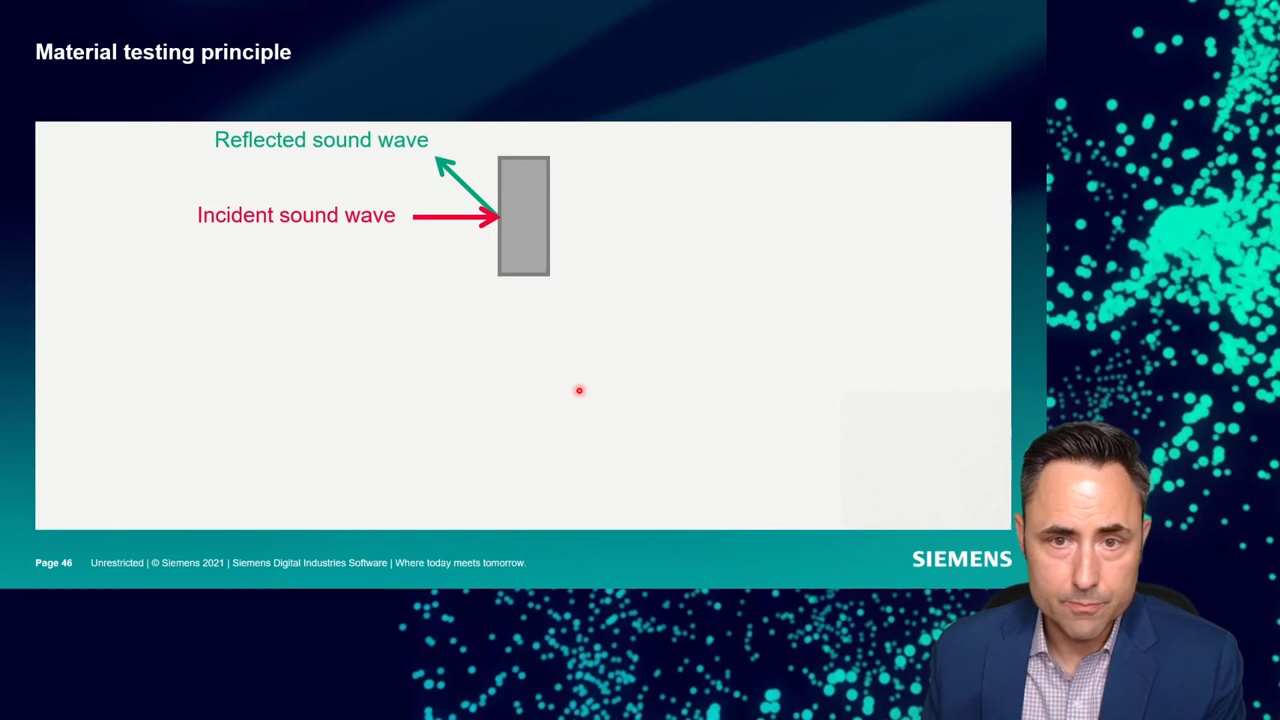 Material testing principle
Reflected sound wave
Incident sound wave
Page 46 Unrestricted | © Siemens 2021 | Siemens Digital Industries Software | Where today meets tomorrow.
SIEMENS